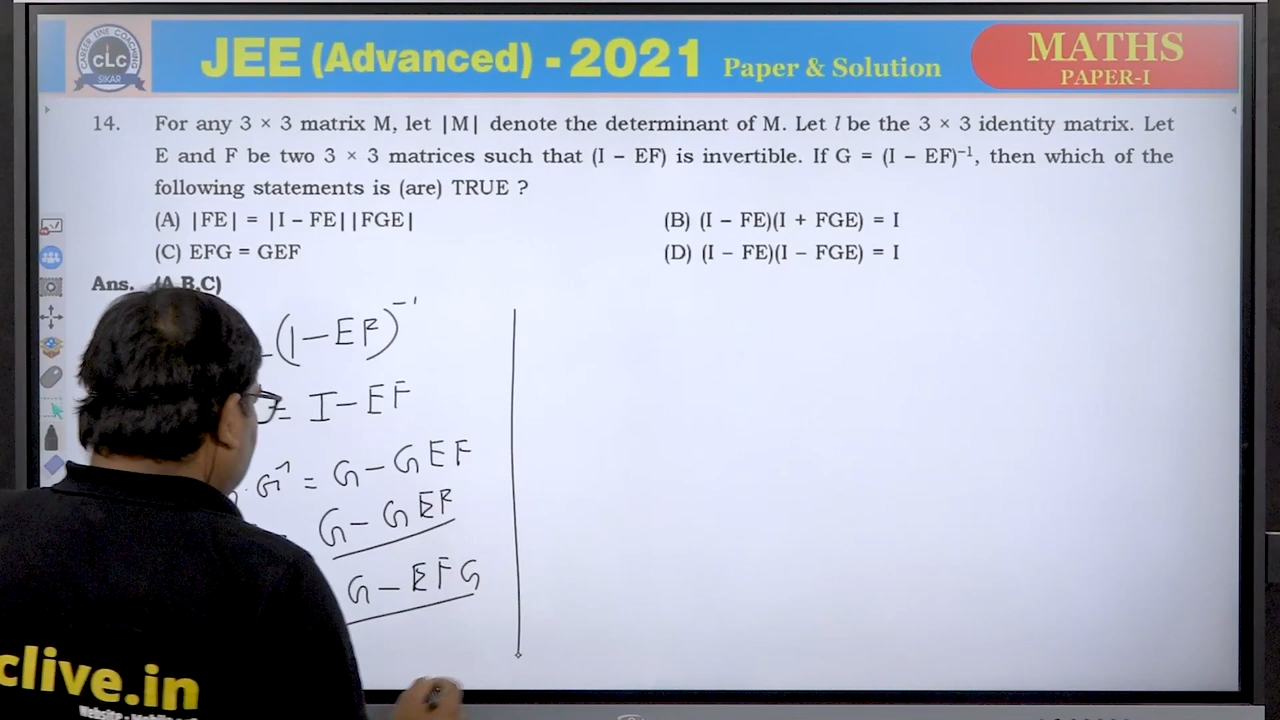 CAREER LINE COACHING
CLC
SIKAR
JEE (Advanced) - 2021 Paper & Solution
MATHS
PAPER-I
14. For any 3 × 3 matrix M, let |M| denote the determinant of M. Let I be the 3 × 3 identity matrix. Let
E and F be two 3 × 3 matrices such that (I – EF) is invertible. If G = (I – EF)⁻¹, then which of the
following statements is (are) TRUE ?
(A) |FE| = |I – FE||FGE| (B) (I – FE)(I + FGE) = I
(C) EFG = GEF (D) (I – FE)(I – FGE) = I
Ans. (A,B,C)
(I – EF)⁻¹
= I – EF
G⁻¹ = G – GEF
G – GEF
G – EFG
clive.in